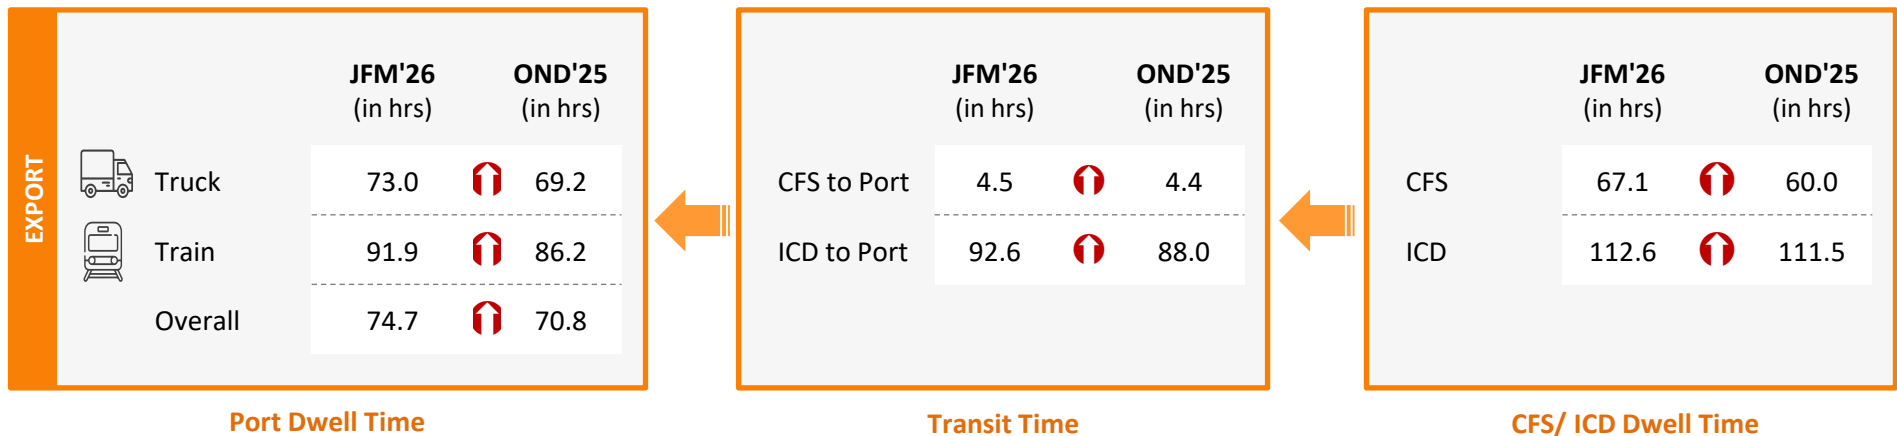 EXPORT
JFM'26 OND'25
(in hrs) (in hrs)
Truck 73.0 69.2
Train 91.9 86.2
Overall 74.7 70.8
Port Dwell Time
JFM'26 OND'25
(in hrs) (in hrs)
CFS to Port 4.5 4.4
ICD to Port 92.6 88.0
Transit Time
JFM'26 OND'25
(in hrs) (in hrs)
CFS 67.1 60.0
ICD 112.6 111.5
CFS/ ICD Dwell Time